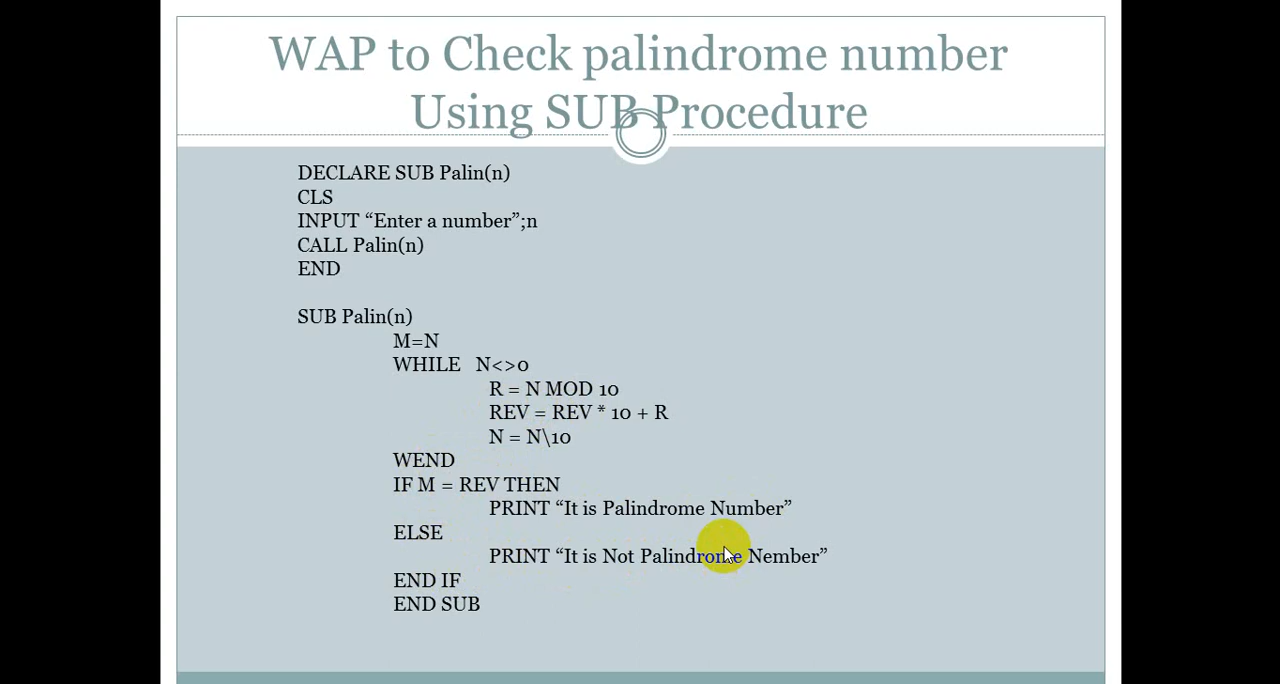 WAP to Check palindrome number
Using SUB Procedure
DECLARE SUB Palin(n)
CLS
INPUT “Enter a number”;n
CALL Palin(n)
END
SUB Palin(n)
M=N
WHILE N<>0
R = N MOD 10
REV = REV * 10 + R
N = N\10
WEND
IF M = REV THEN
PRINT “It is Palindrome Number”
ELSE
PRINT “It is Not Palindrome Nember”
END IF
END SUB